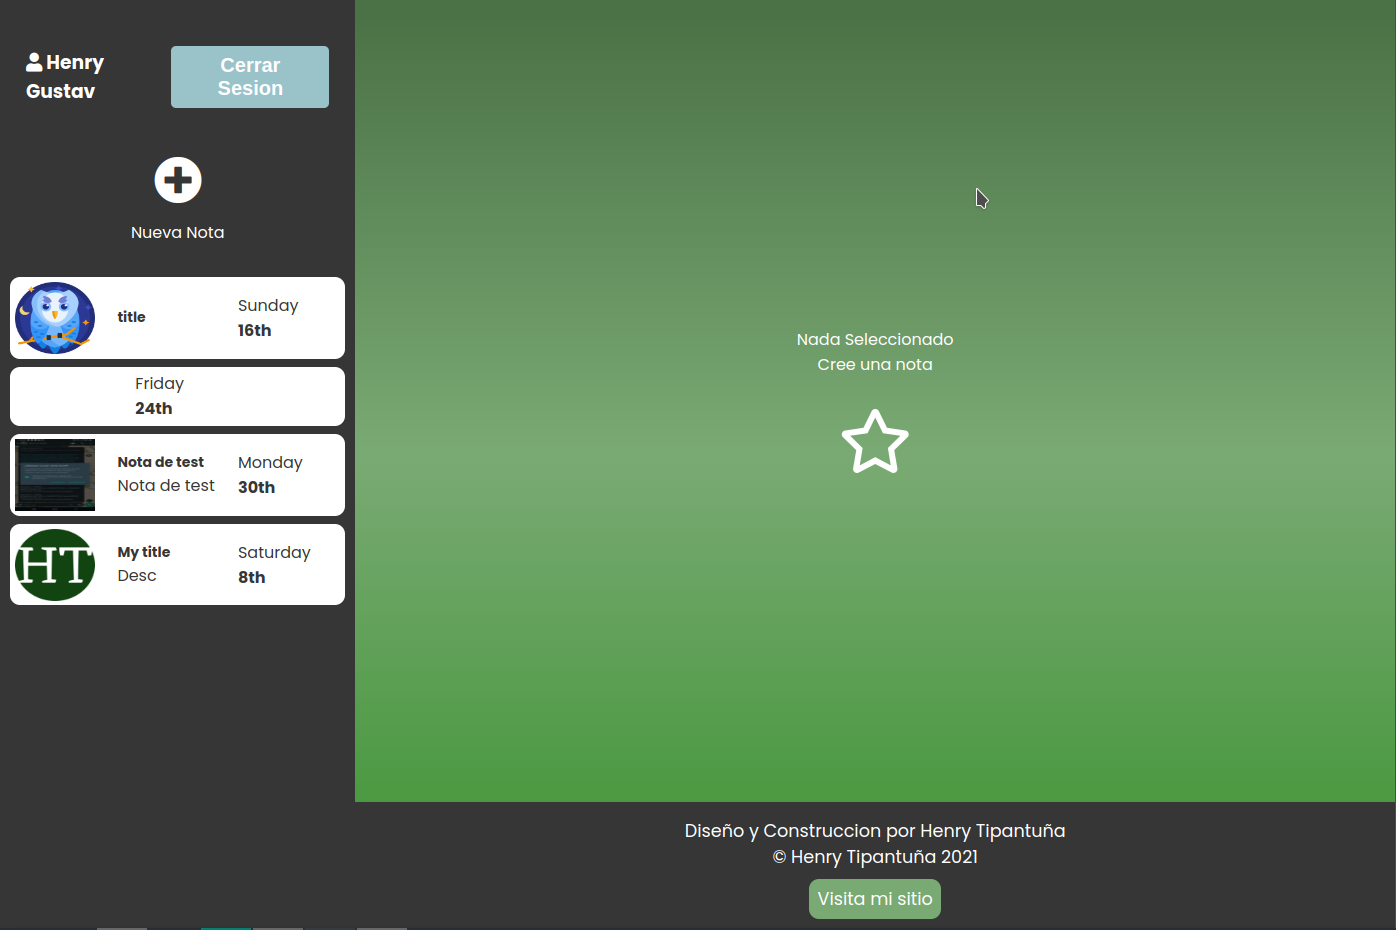 Henry
Gustav
Cerrar
Sesion
Nueva Nota
title
Sunday
16th
Friday
24th
Nota de test
Nota de test
Monday
30th
HT
My title
Desc
Saturday
8th
Nada Seleccionado
Cree una nota
Diseño y Construccion por Henry Tipantuña
© Henry Tipantuña 2021
Visita mi sitio